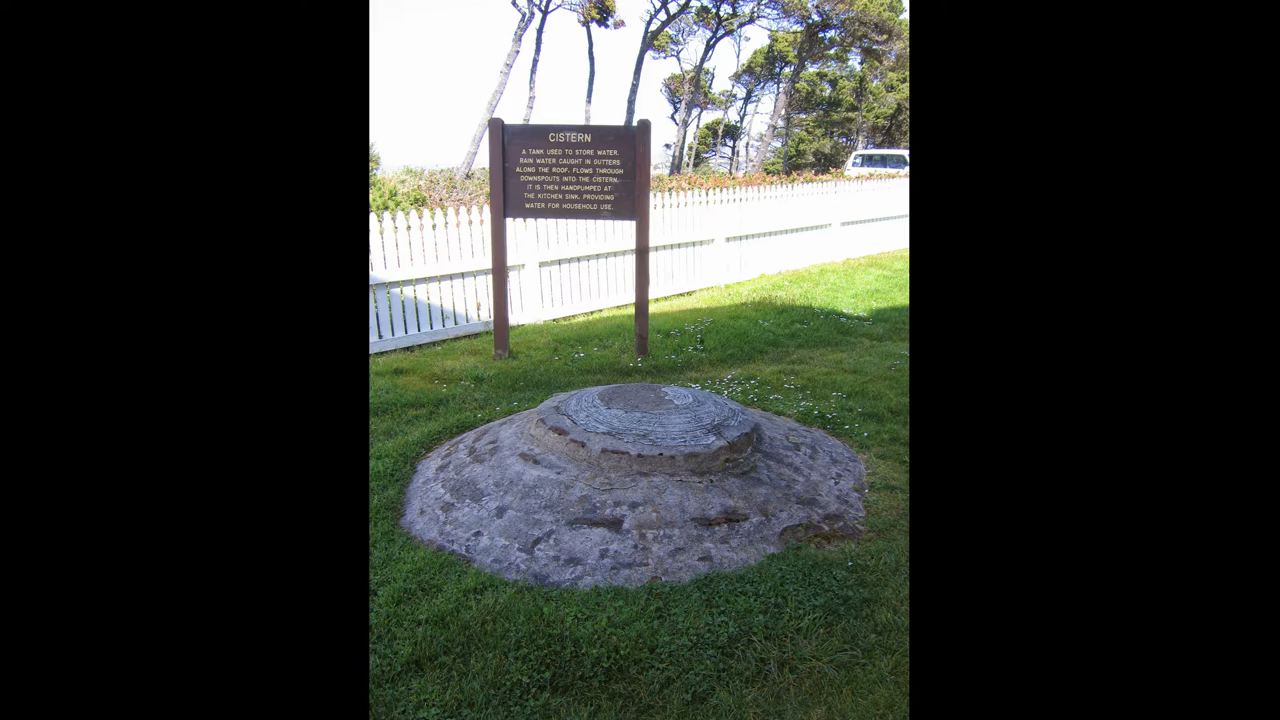 CISTERN
A TANK USED TO STORE WATER.
RAIN WATER CAUGHT IN GUTTERS
ALONG THE ROOF, FLOWS THROUGH
DOWNSPOUTS INTO THE CISTERN.
IT IS THEN HANDPUMPED AT
THE KITCHEN SINK, PROVIDING
WATER FOR HOUSEHOLD USE.